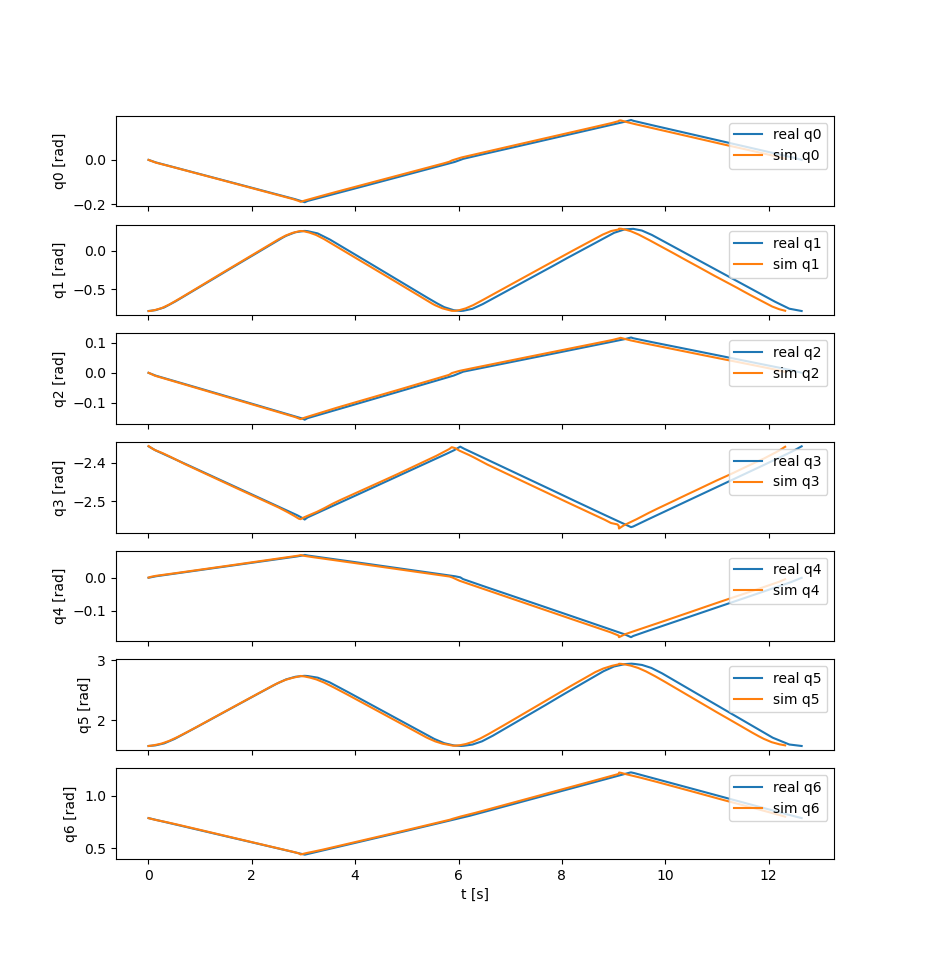 q0 [rad]
0.0
−0.2
real q0
sim q0
q1 [rad]
0.0
−0.5
real q1
sim q1
q2 [rad]
0.1
0.0
−0.1
real q2
sim q2
q3 [rad]
−2.4
−2.5
real q3
sim q3
q4 [rad]
0.0
−0.1
real q4
sim q4
q5 [rad]
3
2
real q5
sim q5
q6 [rad]
1.0
0.5
real q6
sim q6
0 2 4 6 8 10 12
t [s]